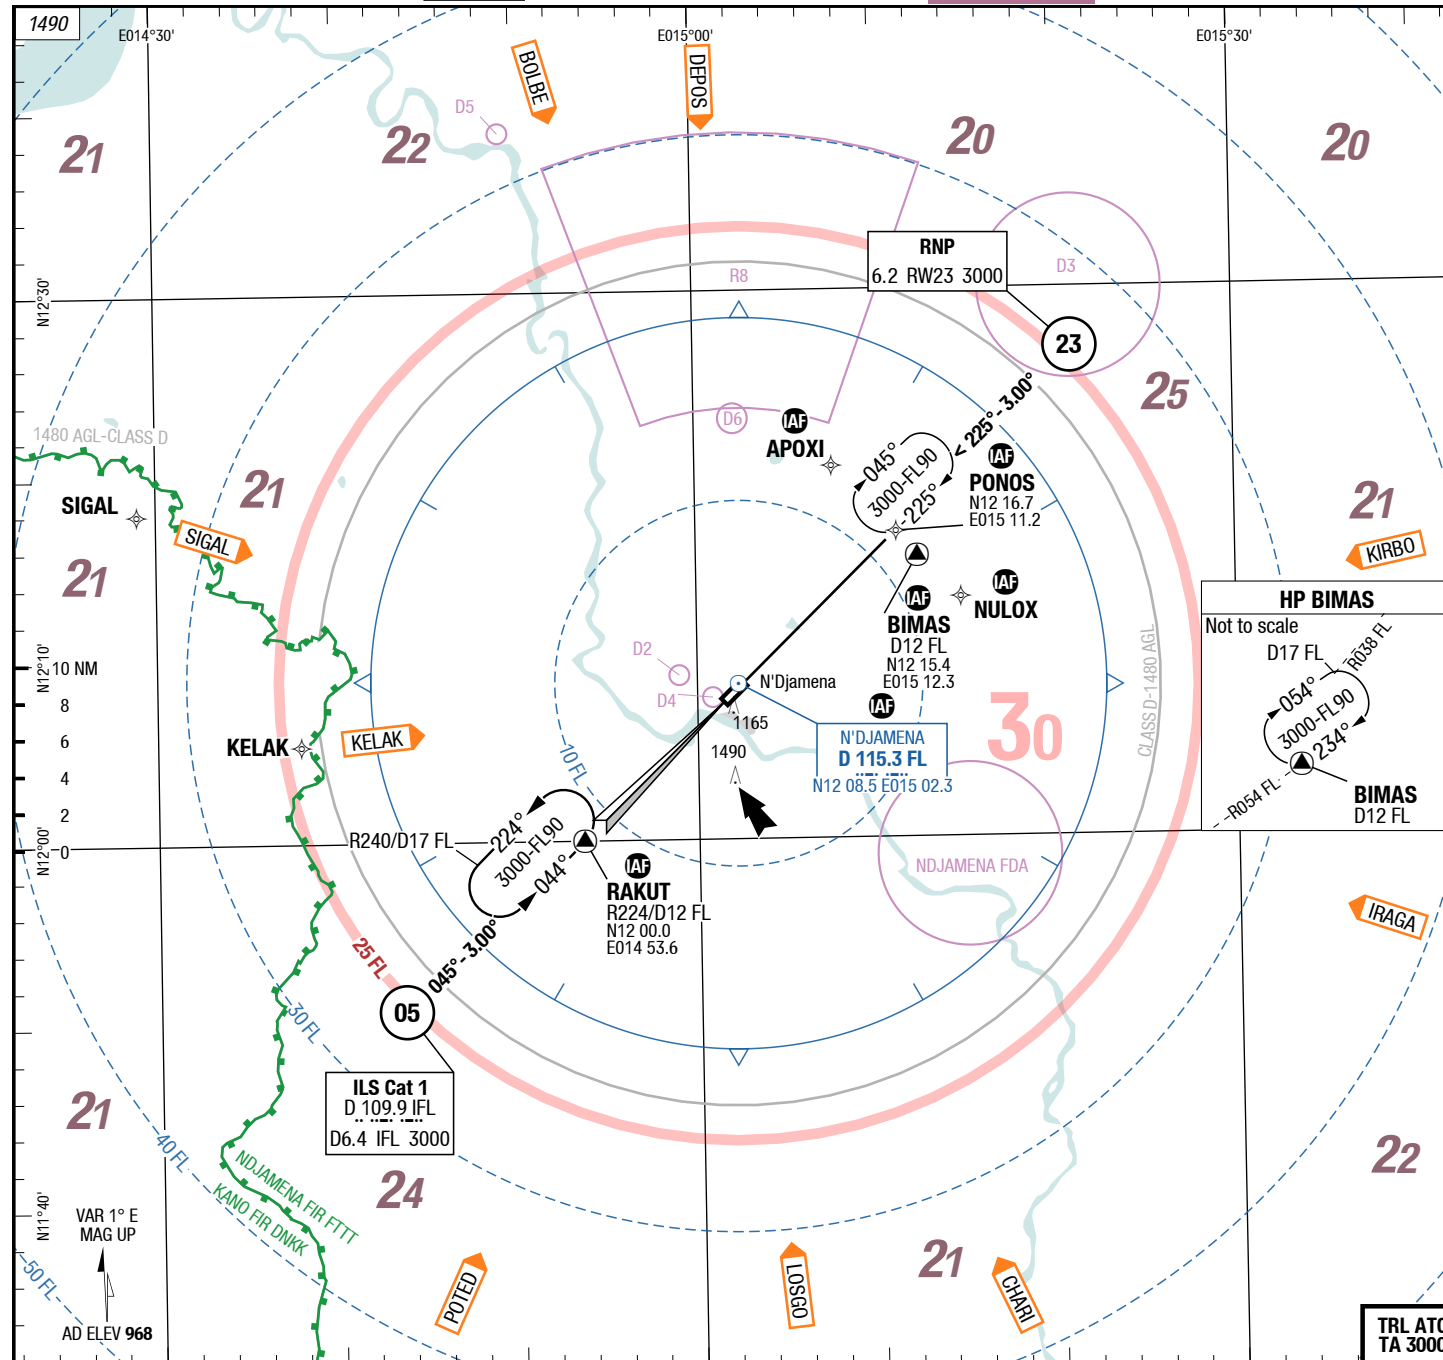 1490
E014°30'
E015°00'
E015°30'
BOLBE
DEPOS
D5
21
22
20
20
RNP
6.2 RW23 3000
D3
R8
N12°30'
23
25
1480 AGL-CLASS D
D6
IAF
APOXI
< 225° - 3.00°
045°
3000-FL90
225°
IAF
PONOS
N12 16.7
E015 11.2
SIGAL
SIGAL
21
21
21
KIRBO
IAF
BIMAS
D12 FL
N12 15.4
E015 12.3
IAF
NULOX
HP BIMAS
Not to scale
D17 FL
R038 FL
054°
3000-FL90
234°
R054 FL
BIMAS
D12 FL
N12°10'
10 NM
8
6
4
2
0
N12°00'
D2
D4
N'Djamena
1165
1490
IAF
N'DJAMENA
D 115.3 FL
N12 08.5 E015 02.3
30
CLASS D-1480 AGL
KELAK
KELAK
10 FL
224°
3000-FL90
044°
R240/D17 FL
IAF
RAKUT
R224/D12 FL
N12 00.0
E014 53.6
NDJAMENA FDA
IRAGA
25 FL
045° - 3.00°
05
30 FL
ILS Cat 1
D 109.9 IFL
D6.4 IFL 3000
21
40 FL
NDJAMENA FIR FTTT
KANO FIR DNKK
24
22
N11°40'
VAR 1° E
MAG UP
50 FL
AD ELEV 968
POTED
LOSGO
21
CHARI
TRL ATC
TA 3000